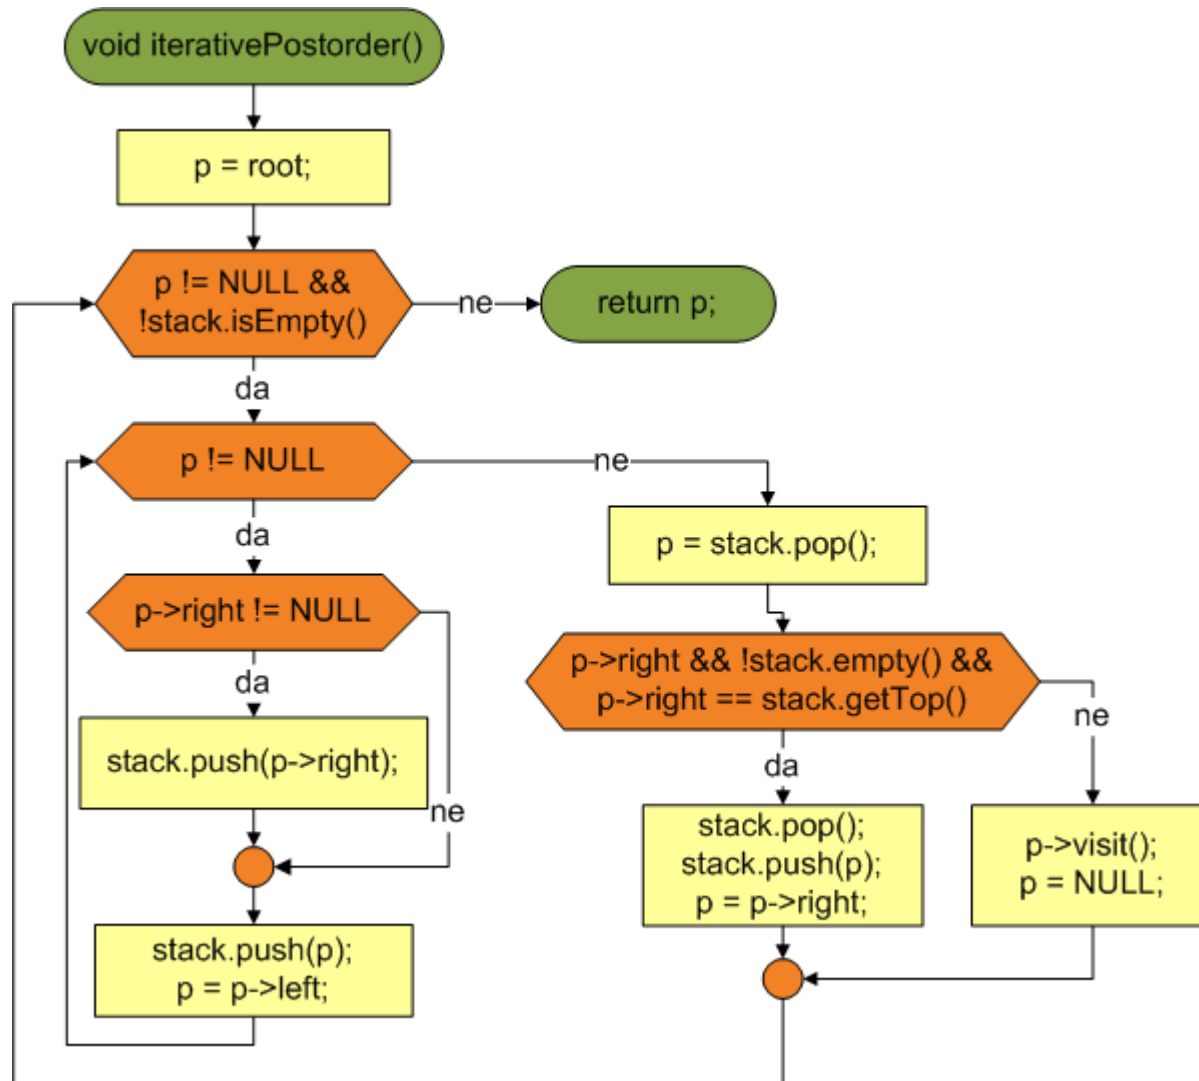 void iterativePostorder()
p = root;
p != NULL &&
!stack.isEmpty()
ne
return p;
da
p != NULL
ne
da
p = stack.pop();
p->right != NULL
p->right && !stack.empty() &&
p->right == stack.getTop()
da
ne
stack.push(p->right);
da
ne
stack.pop();
stack.push(p);
p = p->right;
p->visit();
p = NULL;
stack.push(p);
p = p->left;